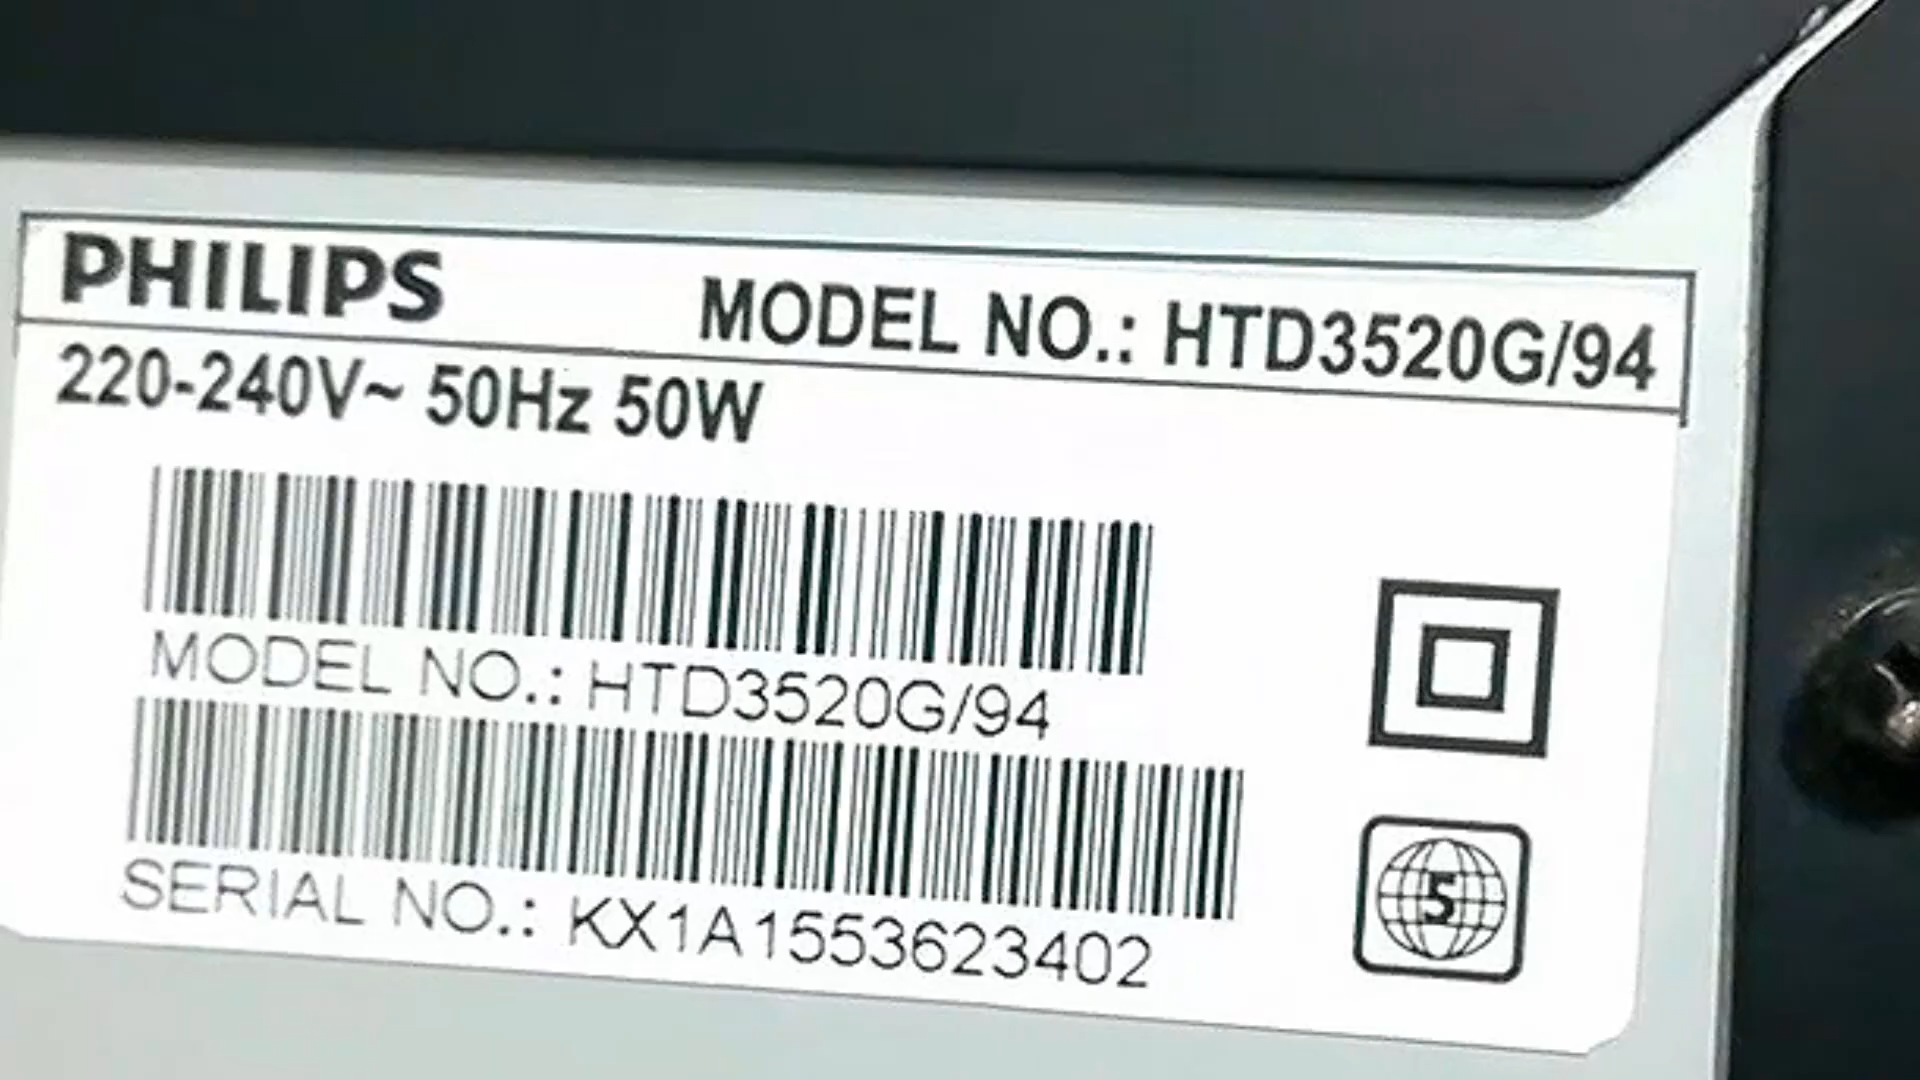 PHILIPS MODEL NO.: HTD3520G/94
220-240V~ 50Hz 50W
MODEL NO.: HTD3520G/94
SERIAL NO.: KX1A1553623402
5